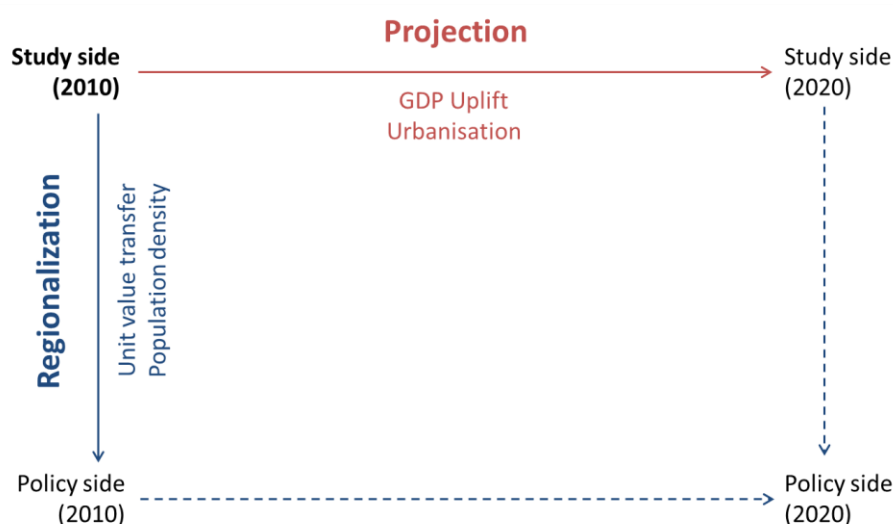 Projection
Study side
(2010)
Study side
(2020)
GDP Uplift
Urbanisation
Regionalization
Unit value transfer
Population density
Policy side
(2010)
Policy side
(2020)